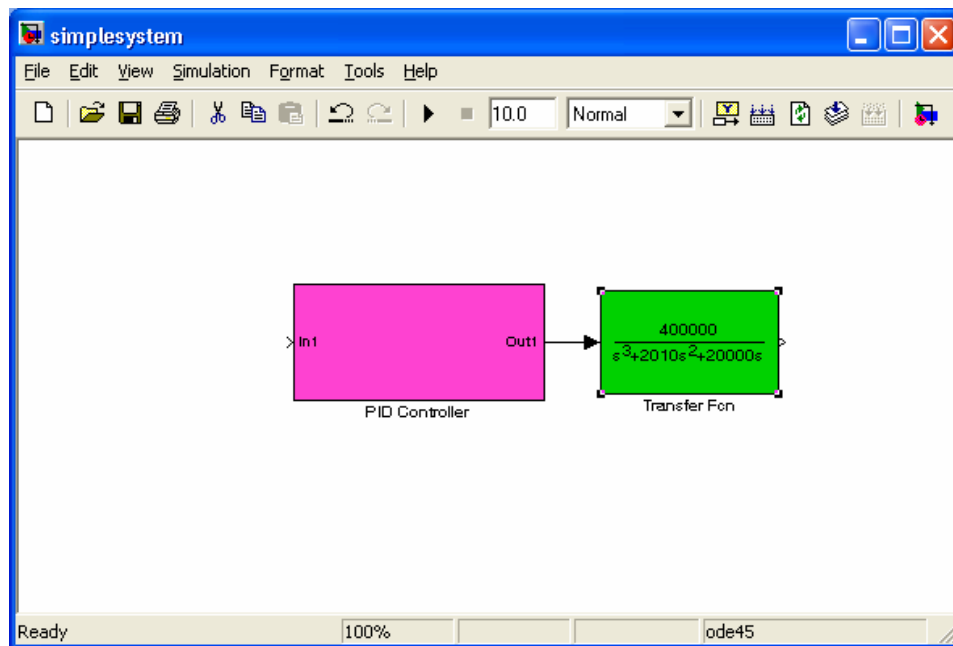 simplesystem
File Edit View Simulation Format Tools Help
10.0 Normal
In1 Out1
400000
s³+2010s²+20000s
PID Controller
Transfer Fcn
Ready 100% ode45